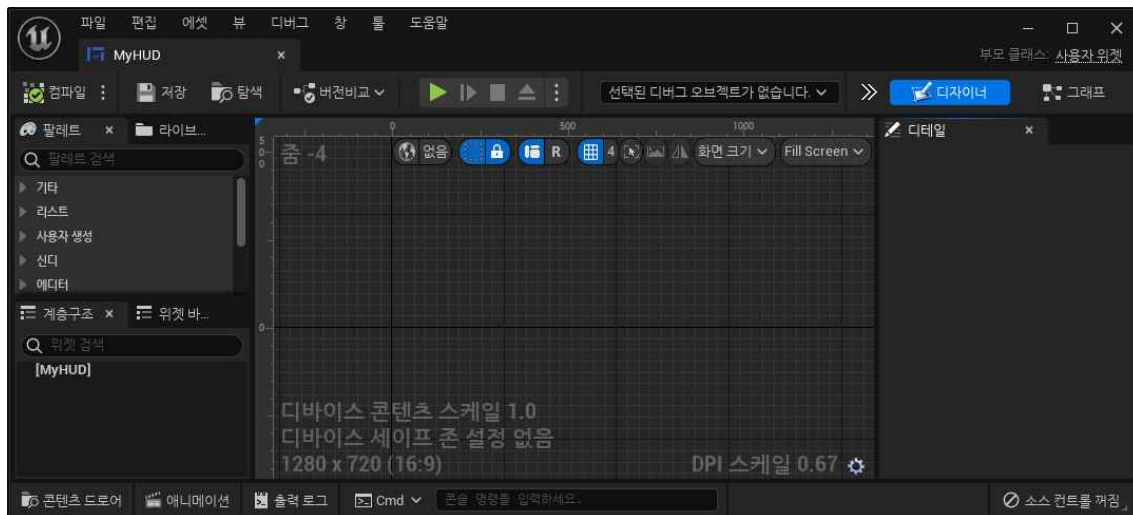 파일 편집 에셋 뷰 디버그 창 툴 도움말
MyHUD
부모 클래스: 사용자 위젯
컴파일 저장 탐색 버전비교 선택된 디버그 오브젝트가 없습니다. 디자이너 그래프
팔레트 라이브...
팔레트 검색
기타
리스트
사용자 생성
신디
에디터
계층구조 위젯 바...
위젯 검색
[MyHUD]
0 500 1000
5
0
0
0
줌 -4
없음 R 4 화면 크기 Fill Screen
디바이스 콘텐츠 스케일 1.0
디바이스 세이프 존 설정 없음
1280 x 720 (16:9)
DPI 스케일 0.67
디테일
콘텐츠 드로어 애니메이션 출력 로그 Cmd 콘솔 명령을 입력하세요. 소스 컨트롤 꺼짐